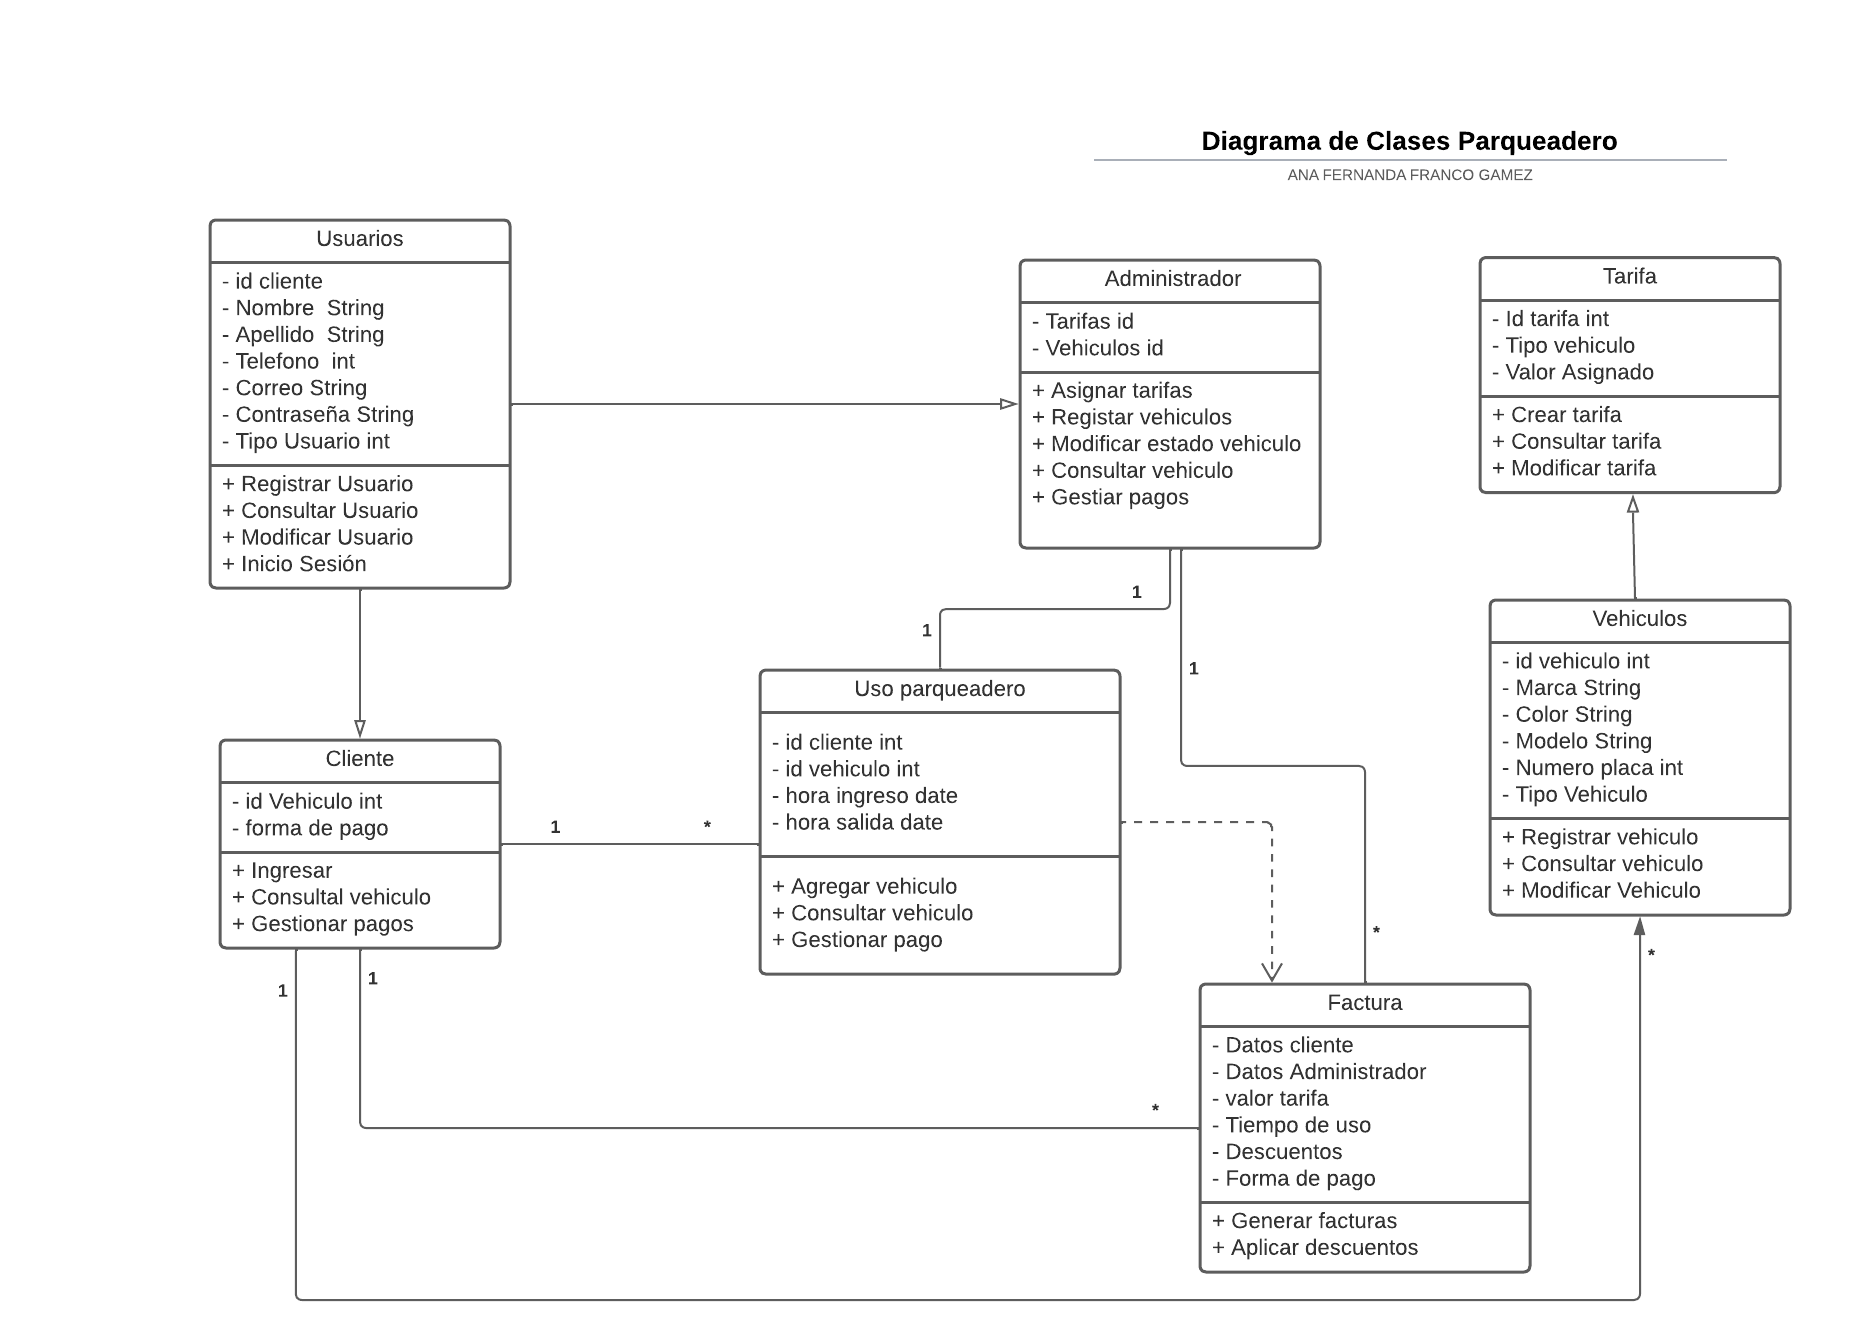 Diagrama de Clases Parqueadero
ANA FERNANDA FRANCO GAMEZ
Usuarios
- id cliente
- Nombre  String
- Apellido  String
- Telefono  int
- Correo String
- Contraseña String
- Tipo Usuario int
+ Registrar Usuario
+ Consultar Usuario
+ Modificar Usuario
+ Inicio Sesión
Administrador
- Tarifas id
- Vehiculos id
+ Asignar tarifas
+ Registar vehiculos
+ Modificar estado vehiculo
+ Consultar vehiculo
+ Gestiar pagos
Tarifa
- Id tarifa int
- Tipo vehiculo
- Valor Asignado
+ Crear tarifa
+ Consultar tarifa
+ Modificar tarifa
1
1
1
Vehiculos
- id vehiculo int
- Marca String
- Color String
- Modelo String
- Numero placa int
- Tipo Vehiculo
+ Registrar vehiculo
+ Consultar vehiculo
+ Modificar Vehiculo
Cliente
- id Vehiculo int
- forma de pago
+ Ingresar
+ Consultal vehiculo
+ Gestionar pagos
1
*
Uso parqueadero
- id cliente int
- id vehiculo int
- hora ingreso date
- hora salida date
+ Agregar vehiculo
+ Consultar vehiculo
+ Gestionar pago
*
*
1
1
*
Factura
- Datos cliente
- Datos Administrador
- valor tarifa
- Tiempo de uso
- Descuentos
- Forma de pago
+ Generar facturas
+ Aplicar descuentos